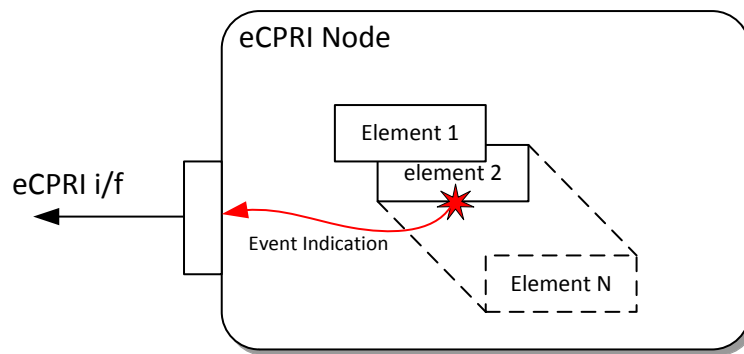 eCPRI Node
Element 1
element 2
eCPRI i/f
Event Indication
Element N